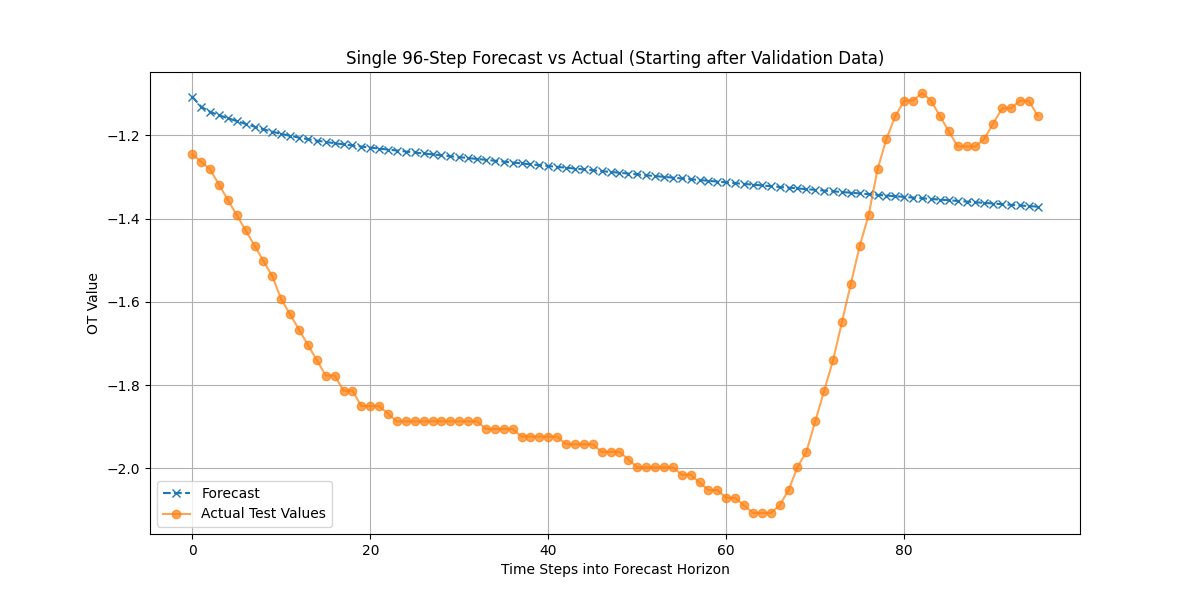 Single 96-Step Forecast vs Actual (Starting after Validation Data)
OT Value
−1.2
−1.4
−1.6
−1.8
−2.0
Forecast
Actual Test Values
0 20 40 60 80
Time Steps into Forecast Horizon